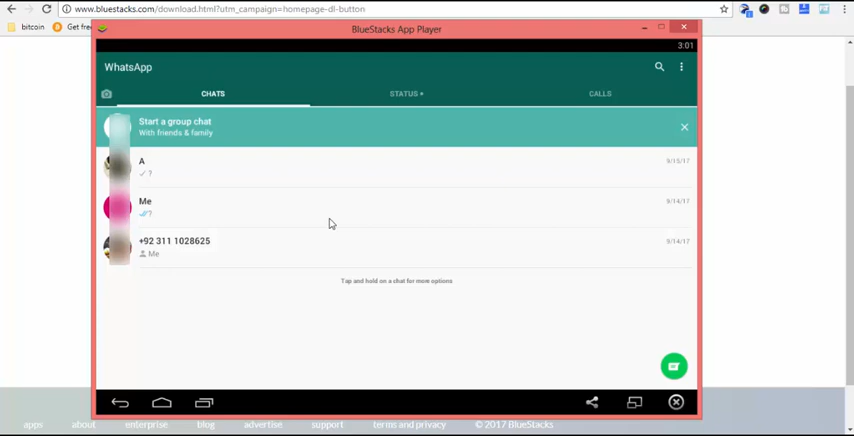 www.bluestacks.com/download.html?utm_campaign=homepage-dl-button
bitcoin Get fre
BlueStacks App Player
3:01
WhatsApp
CHATS STATUS CALLS
Start a group chat
With friends & family
A 9/15/17
?
Me 9/14/17
?
+92 311 1028625 9/14/17
Me
Tap and hold on a chat for more options
apps about enterprise blog advertise support terms and privacy © 2017 BlueStacks